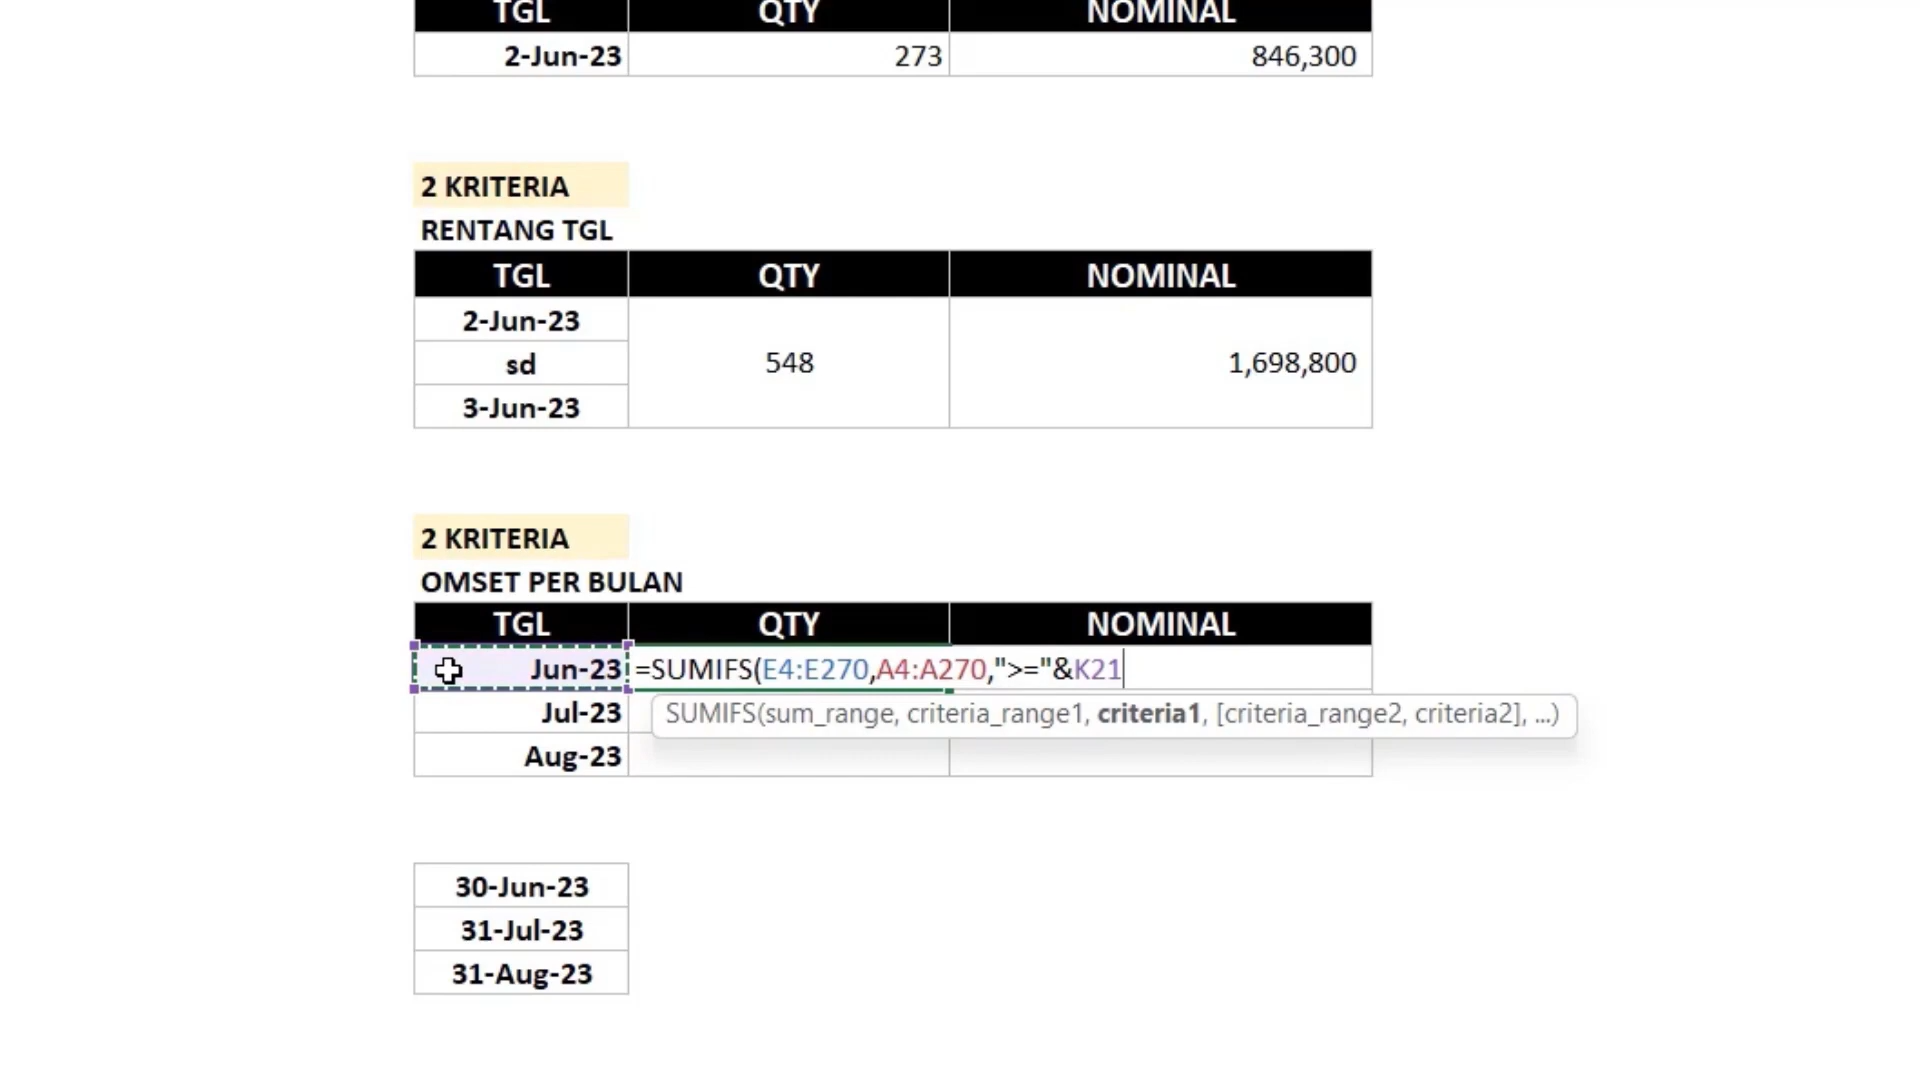 TGL QTY NOMINAL
2-Jun-23 273 846,300
2 KRITERIA
RENTANG TGL
TGL QTY NOMINAL
2-Jun-23
sd 548 1,698,800
3-Jun-23
2 KRITERIA
OMSET PER BULAN
TGL QTY NOMINAL
Jun-23 =SUMIFS(E4:E270,A4:A270,">="&K21
Jul-23 SUMIFS(sum_range, criteria_range1, criteria1, [criteria_range2, criteria2], ...)
Aug-23
30-Jun-23
31-Jul-23
31-Aug-23